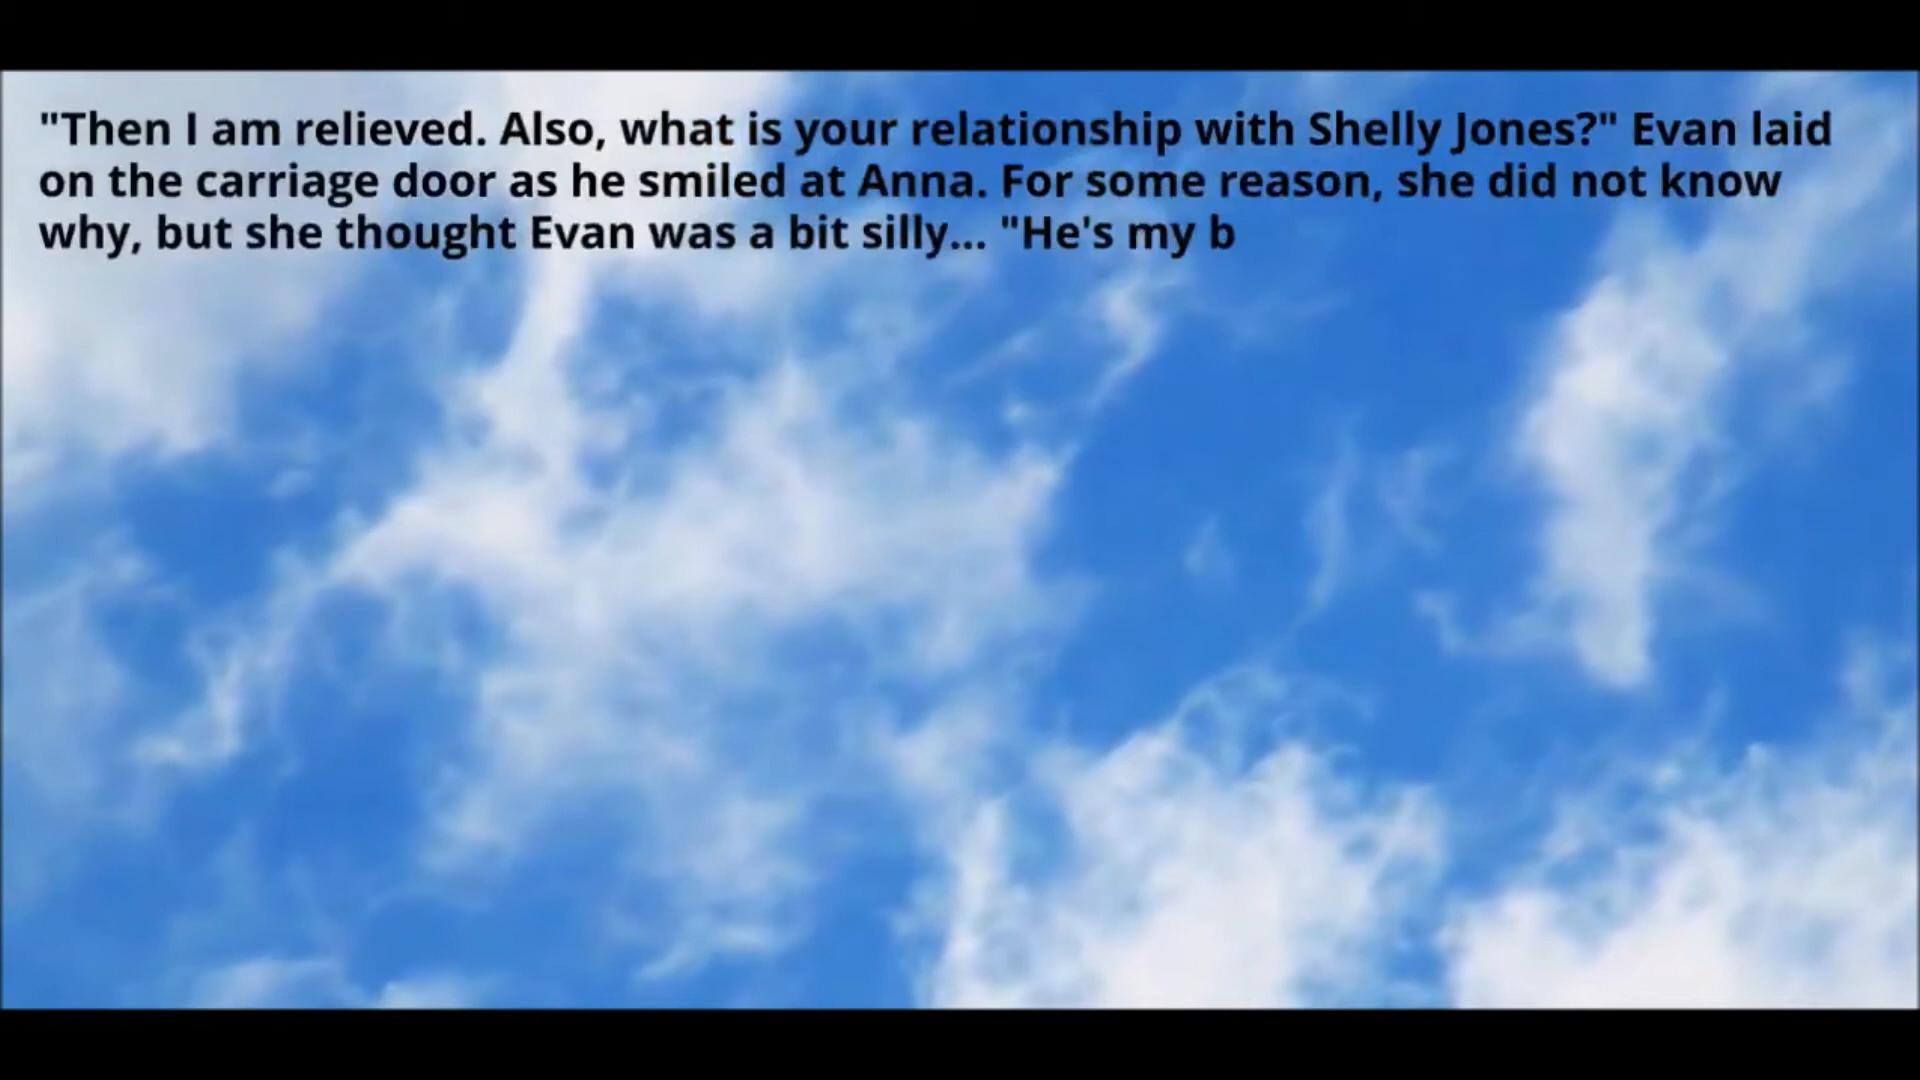 "Then I am relieved. Also, what is your relationship with Shelly Jones?" Evan laid
on the carriage door as he smiled at Anna. For some reason, she did not know
why, but she thought Evan was a bit silly... "He's my b